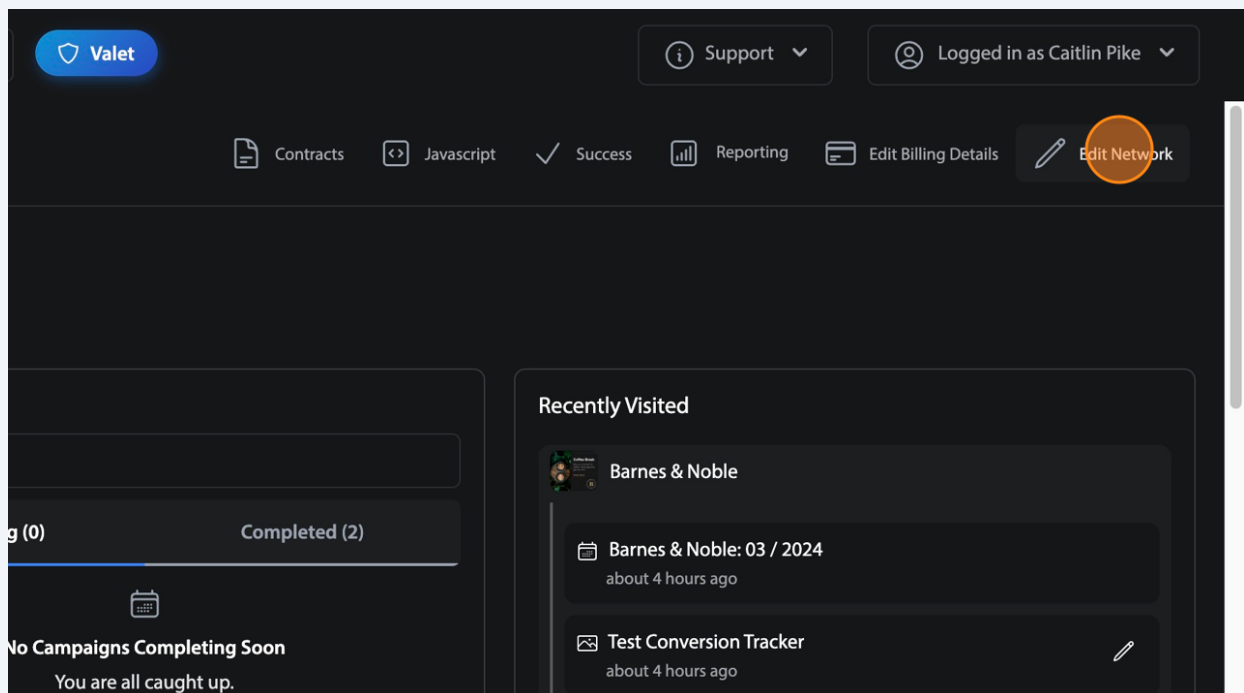 Valet
Support
Logged in as Caitlin Pike
Contracts
Javascript
Success
Reporting
Edit Billing Details
Edit Network
Recently Visited
Barnes & Noble
g (0)
Completed (2)
Barnes & Noble: 03 / 2024
about 4 hours ago
No Campaigns Completing Soon
You are all caught up.
Test Conversion Tracker
about 4 hours ago